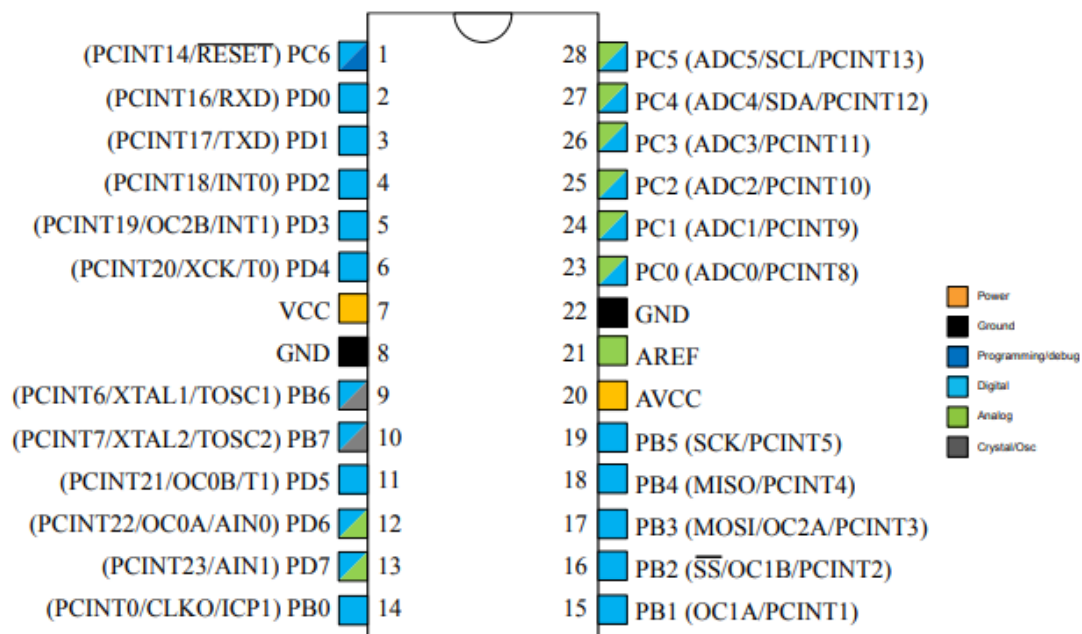 (PCINT14/RESET) PC6 1
(PCINT16/RXD) PD0 2
(PCINT17/TXD) PD1 3
(PCINT18/INT0) PD2 4
(PCINT19/OC2B/INT1) PD3 5
(PCINT20/XCK/T0) PD4 6
VCC 7
GND 8
(PCINT6/XTAL1/TOSC1) PB6 9
(PCINT7/XTAL2/TOSC2) PB7 10
(PCINT21/OC0B/T1) PD5 11
(PCINT22/OC0A/AIN0) PD6 12
(PCINT23/AIN1) PD7 13
(PCINT0/CLKO/ICP1) PB0 14
28 PC5 (ADC5/SCL/PCINT13)
27 PC4 (ADC4/SDA/PCINT12)
26 PC3 (ADC3/PCINT11)
25 PC2 (ADC2/PCINT10)
24 PC1 (ADC1/PCINT9)
23 PC0 (ADC0/PCINT8)
22 GND
21 AREF
20 AVCC
19 PB5 (SCK/PCINT5)
18 PB4 (MISO/PCINT4)
17 PB3 (MOSI/OC2A/PCINT3)
16 PB2 (SS/OC1B/PCINT2)
15 PB1 (OC1A/PCINT1)
Power
Ground
Programming/debug
Digital
Analog
Crystal/Osc